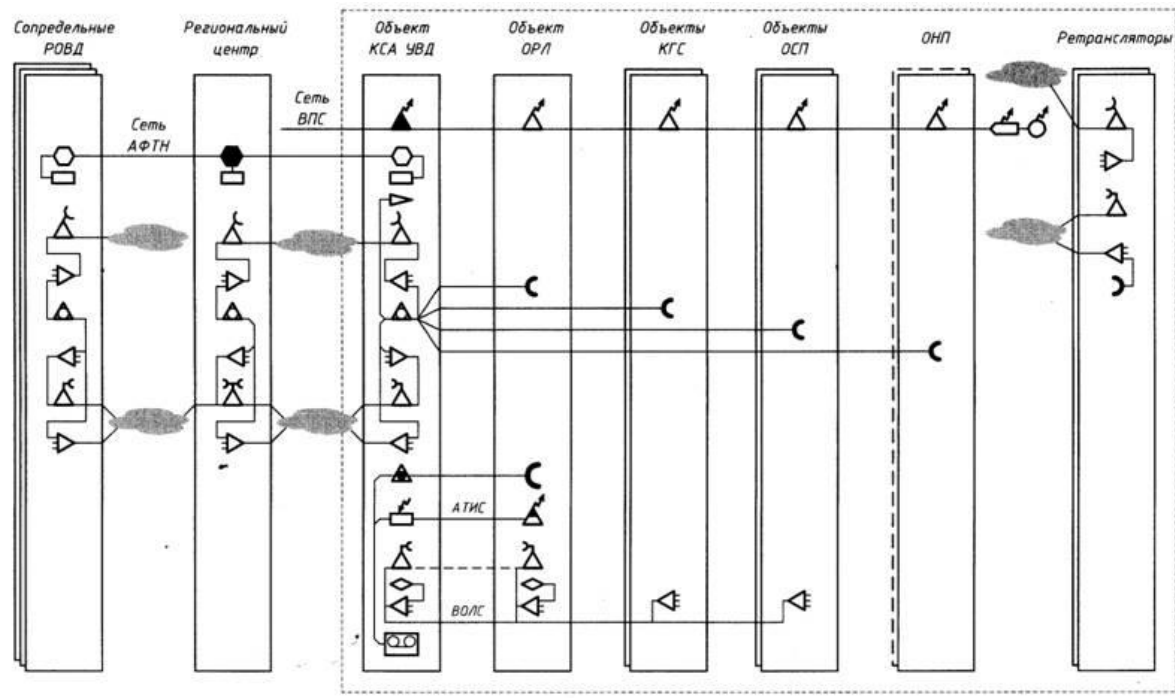 Сопредельные
РОВД
Региональный
центр
Объект
КСА УВД
Объект
ОРЛ
Объекты
КГС
Объекты
ОСП
ОНП
Ретрансляторы
Сеть
ВПС
Сеть
АФТН
АТИС
ВОЛС